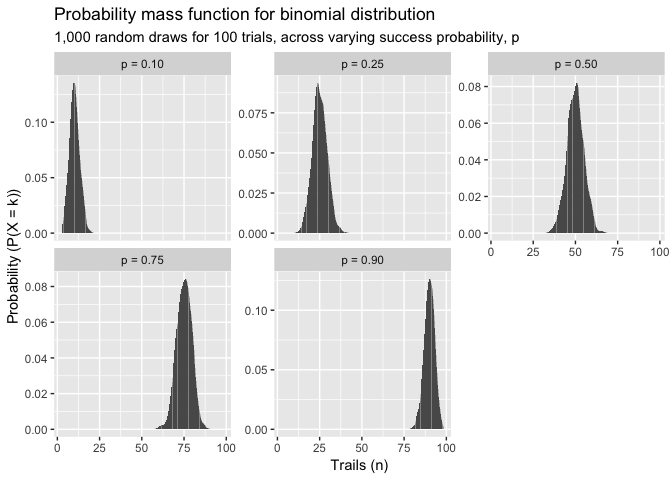 Probability mass function for binomial distribution
1,000 random draws for 100 trials, across varying success probability, p
p = 0.10
p = 0.25
p = 0.50
0.10
0.05
0.00
0.075
0.050
0.025
0.000
0.08
0.06
0.04
0.02
0.00
0 25 50 75 100
Probability (P(X = k))
p = 0.75
p = 0.90
0.08
0.06
0.04
0.02
0.00
0.10
0.05
0.00
0 25 50 75 100
0 25 50 75 100
Trails (n)